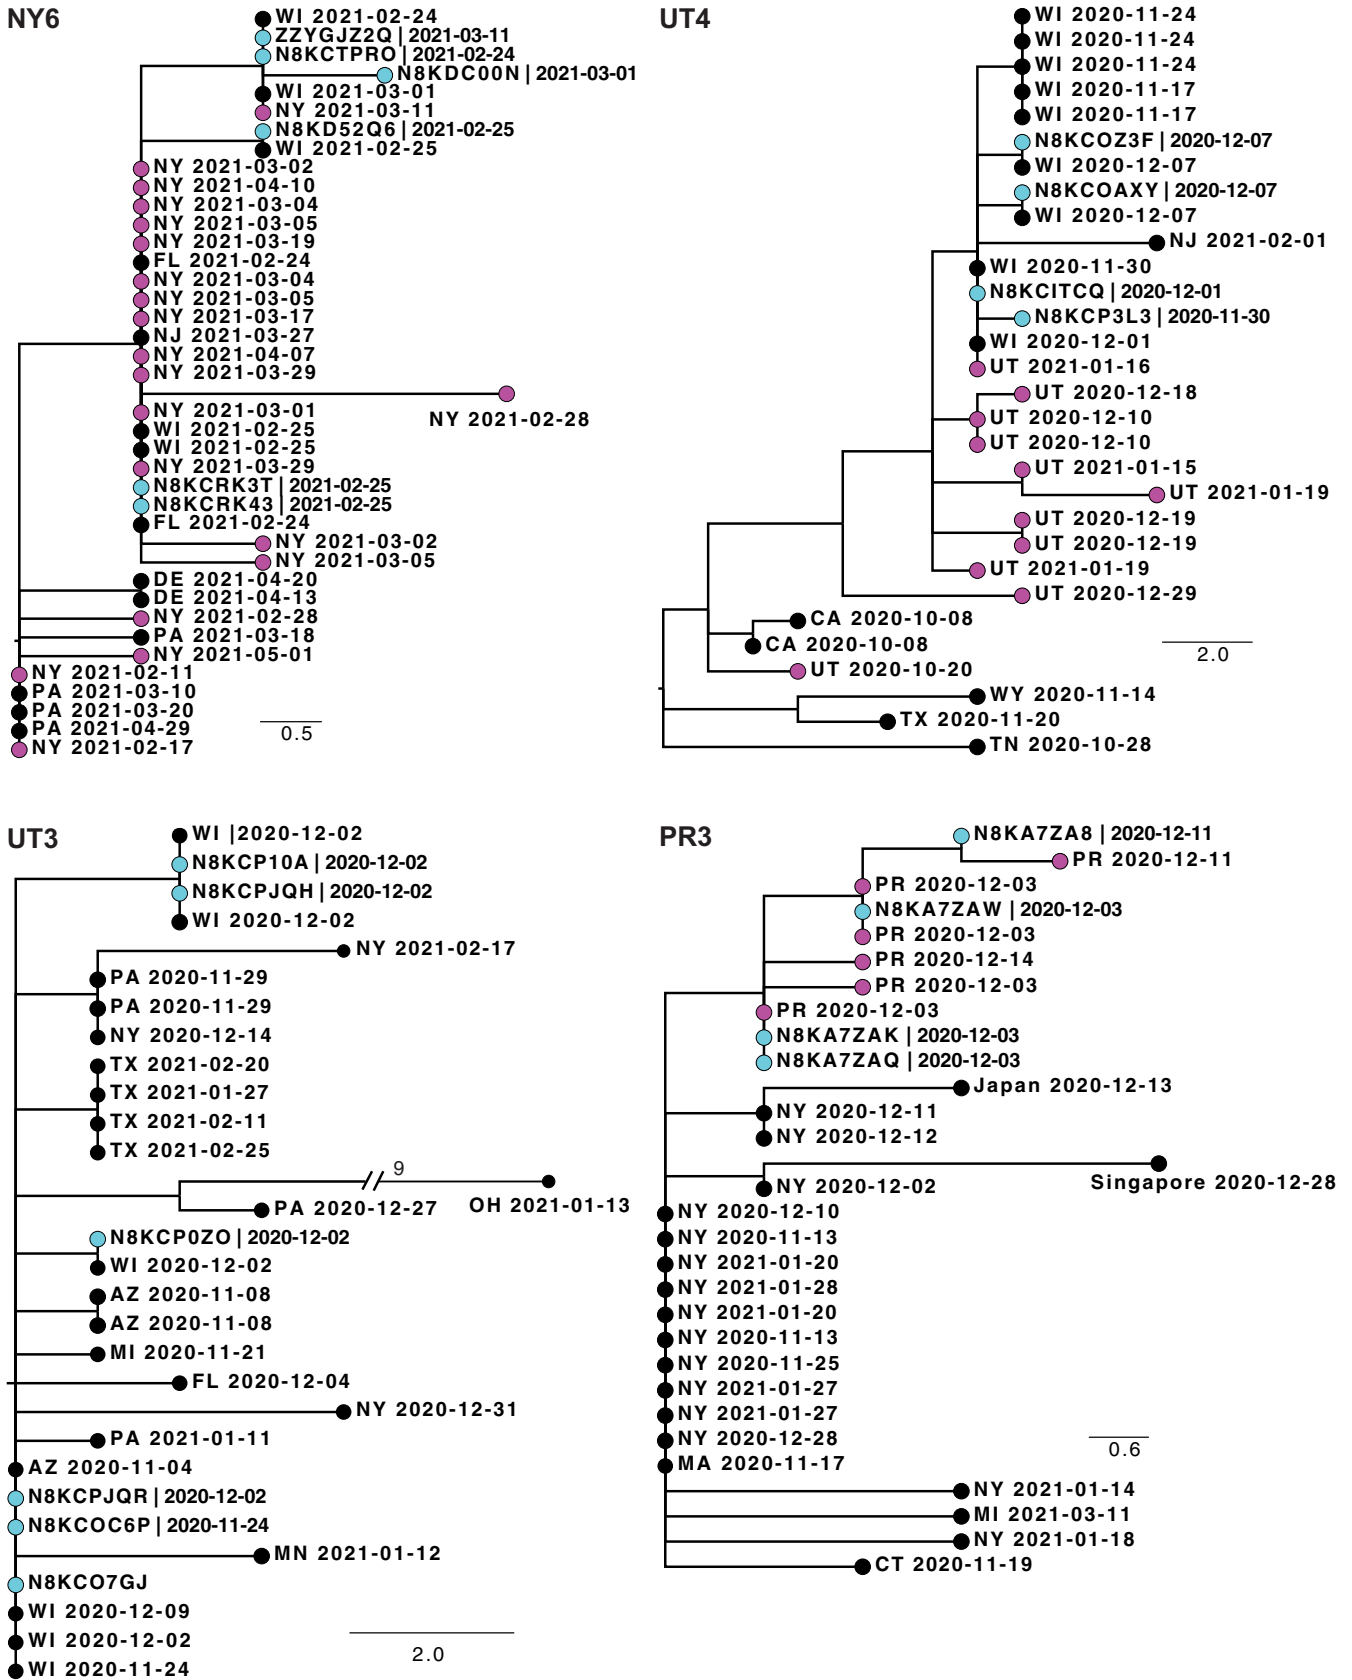 NY6
WI 2021-02-24
ZZYGJZ2Q | 2021-03-11
N8KCTPRO | 2021-02-24
N8KDC00N | 2021-03-01
WI 2021-03-01
NY 2021-03-11
N8KD52Q6 | 2021-02-25
WI 2021-02-25
NY 2021-03-02
NY 2021-04-10
NY 2021-03-04
NY 2021-03-05
NY 2021-03-19
FL 2021-02-24
NY 2021-03-04
NY 2021-03-05
NY 2021-03-17
NJ 2021-03-27
NY 2021-04-07
NY 2021-03-29
NY 2021-02-28
NY 2021-03-01
WI 2021-02-25
WI 2021-02-25
NY 2021-03-29
N8KCRK3T | 2021-02-25
N8KCRK43 | 2021-02-25
FL 2021-02-24
NY 2021-03-02
NY 2021-03-05
DE 2021-04-20
DE 2021-04-13
NY 2021-02-28
PA 2021-03-18
NY 2021-05-01
NY 2021-02-11
PA 2021-03-10
PA 2021-03-20
PA 2021-04-29
NY 2021-02-17
0.5
UT4
WI 2020-11-24
WI 2020-11-24
WI 2020-11-24
WI 2020-11-17
WI 2020-11-17
N8KCOZ3F | 2020-12-07
WI 2020-12-07
N8KCOAXY | 2020-12-07
WI 2020-12-07
NJ 2021-02-01
WI 2020-11-30
N8KCITCQ | 2020-12-01
N8KCP3L3 | 2020-11-30
WI 2020-12-01
UT 2021-01-16
UT 2020-12-18
UT 2020-12-10
UT 2020-12-10
UT 2021-01-15
UT 2021-01-19
UT 2020-12-19
UT 2020-12-19
UT 2021-01-19
UT 2020-12-29
CA 2020-10-08
CA 2020-10-08
UT 2020-10-20
WY 2020-11-14
TX 2020-11-20
TN 2020-10-28
2.0
UT3
WI |2020-12-02
N8KCP10A | 2020-12-02
N8KCPJQH | 2020-12-02
WI 2020-12-02
NY 2021-02-17
PA 2020-11-29
PA 2020-11-29
NY 2020-12-14
TX 2021-02-20
TX 2021-01-27
TX 2021-02-11
TX 2021-02-25
9
OH 2021-01-13
PA 2020-12-27
N8KCP0ZO | 2020-12-02
WI 2020-12-02
AZ 2020-11-08
AZ 2020-11-08
MI 2020-11-21
FL 2020-12-04
NY 2020-12-31
PA 2021-01-11
AZ 2020-11-04
N8KCPJQR | 2020-12-02
N8KCOC6P | 2020-11-24
MN 2021-01-12
N8KCO7GJ
WI 2020-12-09
WI 2020-12-02
WI 2020-11-24
2.0
PR3
N8KA7ZA8 | 2020-12-11
PR 2020-12-11
PR 2020-12-03
N8KA7ZAW | 2020-12-03
PR 2020-12-03
PR 2020-12-14
PR 2020-12-03
PR 2020-12-03
N8KA7ZAK | 2020-12-03
N8KA7ZAQ | 2020-12-03
Japan 2020-12-13
NY 2020-12-11
NY 2020-12-12
Singapore 2020-12-28
NY 2020-12-02
NY 2020-12-10
NY 2020-11-13
NY 2021-01-20
NY 2021-01-28
NY 2021-01-20
NY 2020-11-13
NY 2020-11-25
NY 2021-01-27
NY 2021-01-27
NY 2020-12-28
MA 2020-11-17
NY 2021-01-14
MI 2021-03-11
NY 2021-01-18
CT 2020-11-19
0.6